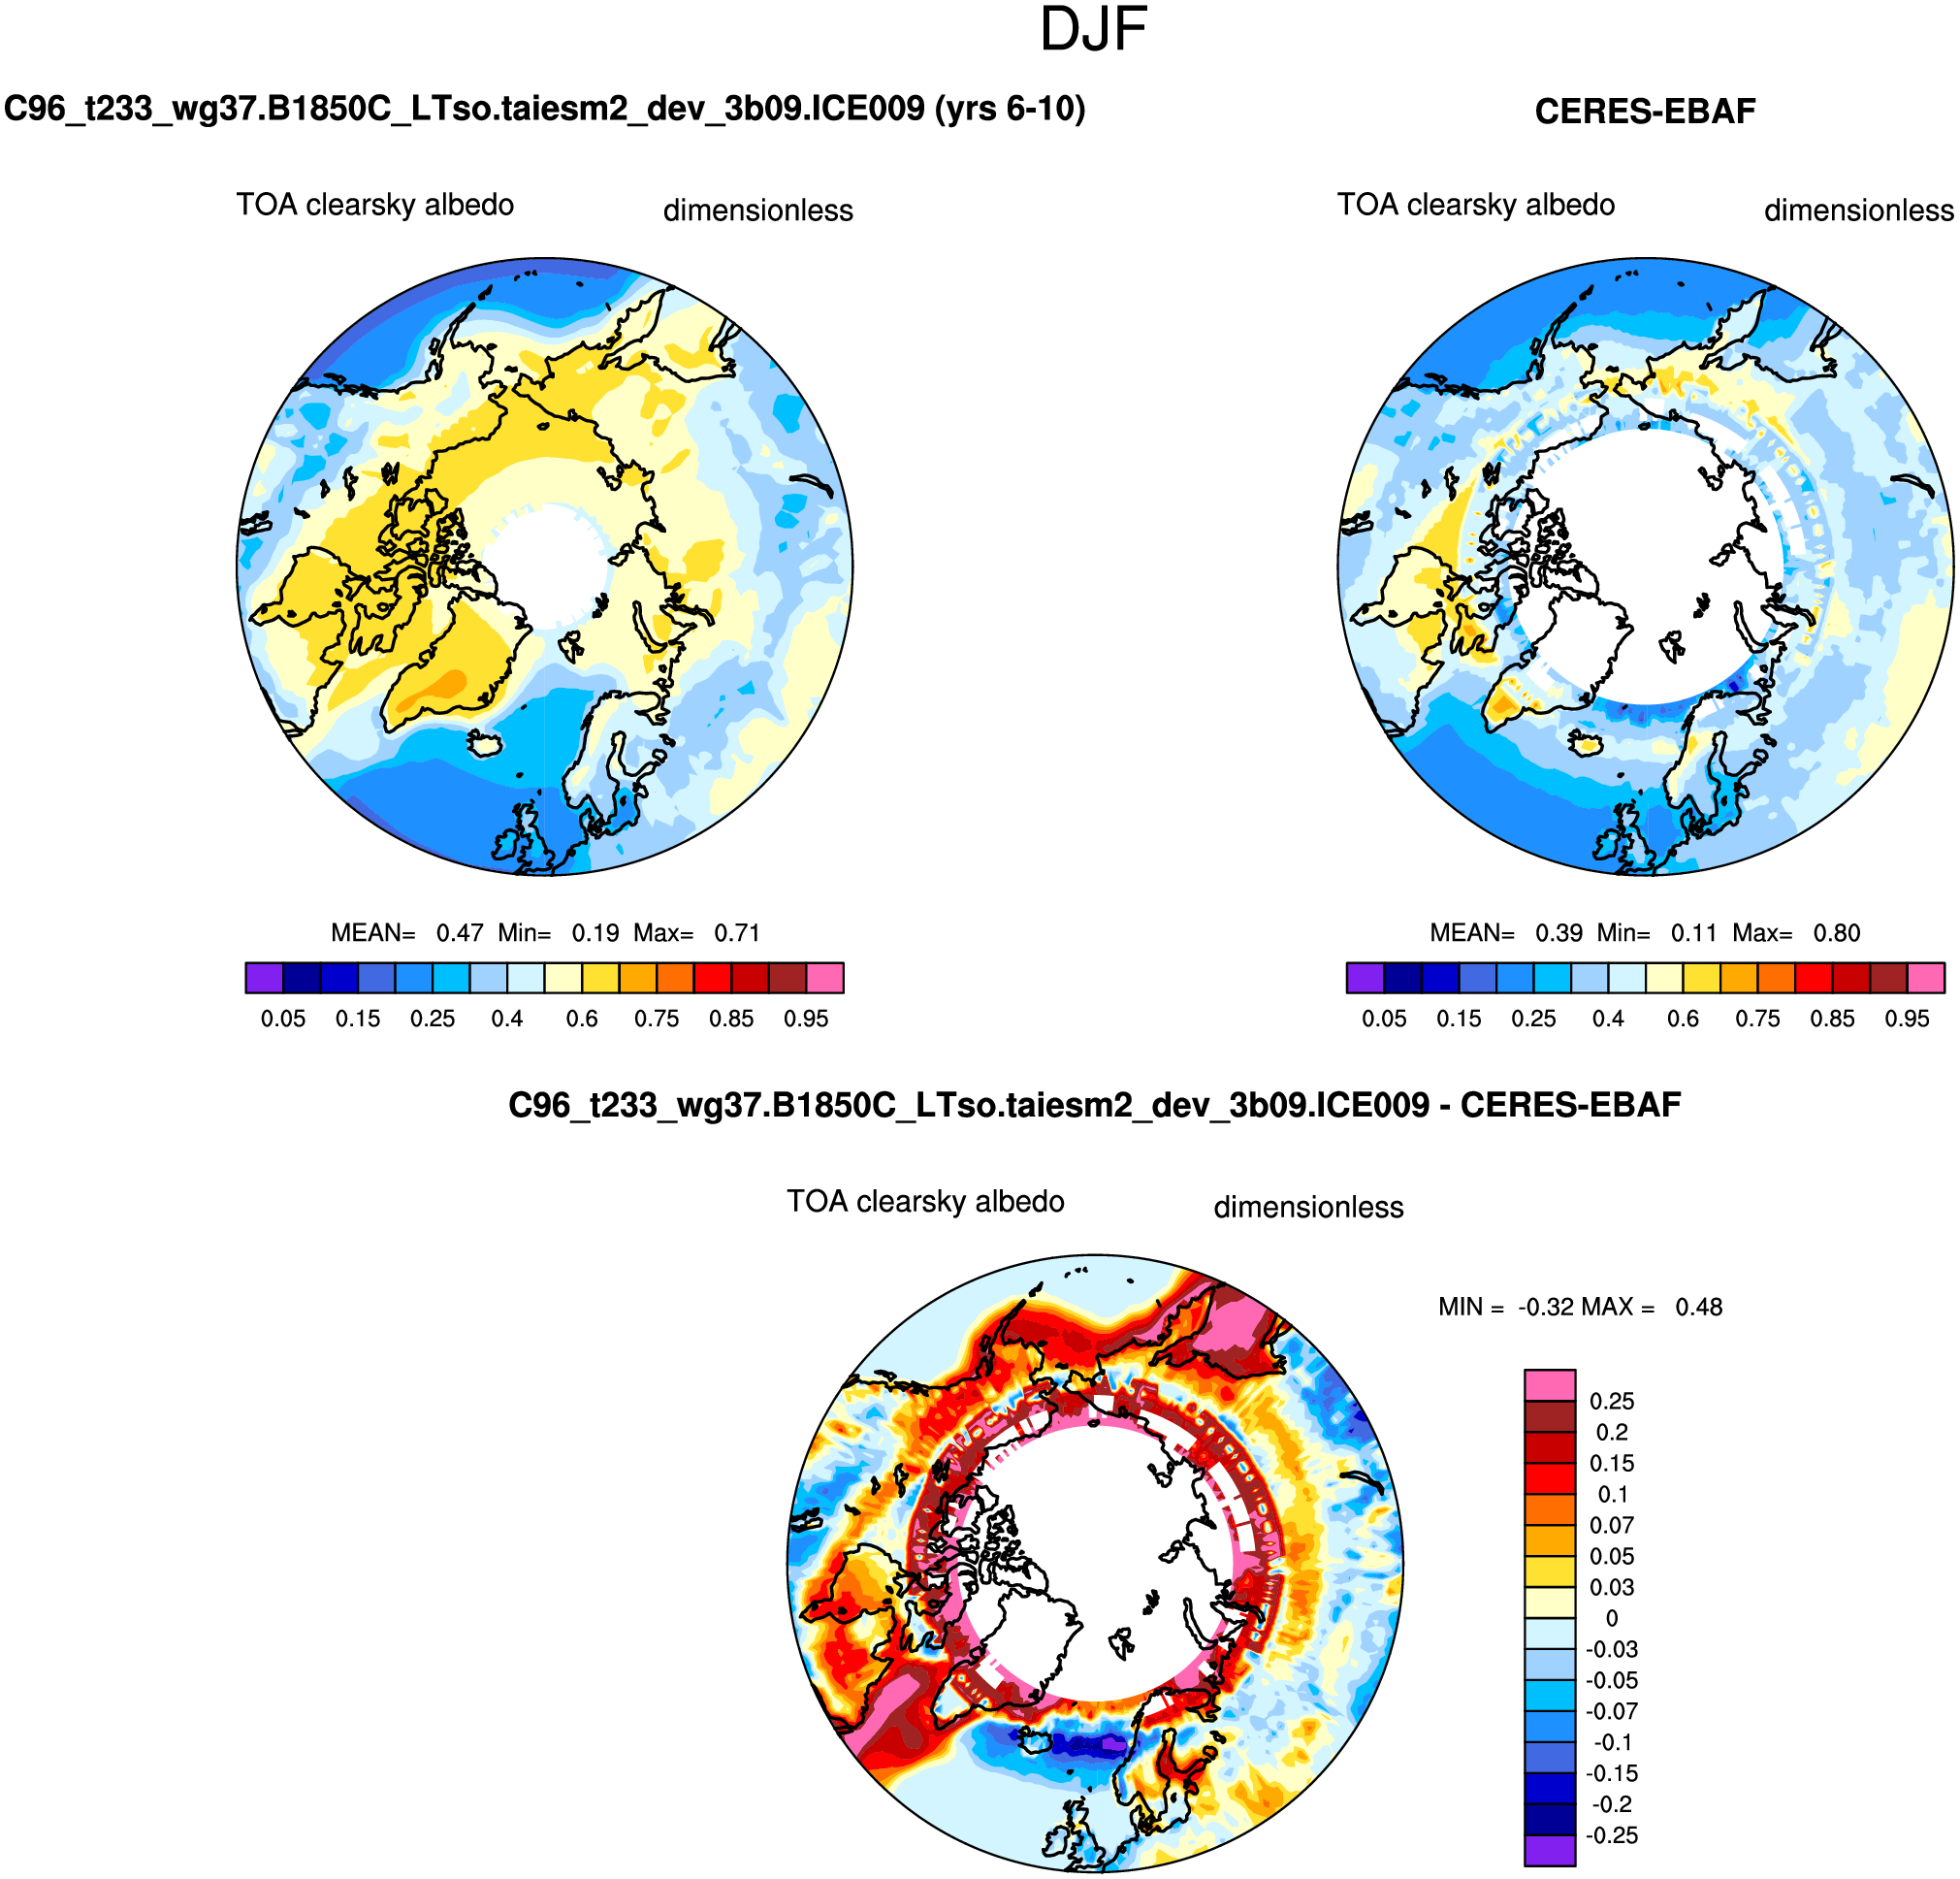 DJF
C96_t233_wg37.B1850C_LTso.taiesm2_dev_3b09.ICE009 (yrs 6-10)
CERES-EBAF
TOA clearsky albedo dimensionless
TOA clearsky albedo dimensionless
MEAN= 0.47 Min= 0.19 Max= 0.71
MEAN= 0.39 Min= 0.11 Max= 0.80
0.05 0.15 0.25 0.4 0.6 0.75 0.85 0.95
0.05 0.15 0.25 0.4 0.6 0.75 0.85 0.95
C96_t233_wg37.B1850C_LTso.taiesm2_dev_3b09.ICE009 - CERES-EBAF
TOA clearsky albedo dimensionless
MIN = -0.32 MAX = 0.48
0.25
0.2
0.15
0.1
0.07
0.05
0.03
0
-0.03
-0.05
-0.07
-0.1
-0.15
-0.2
-0.25